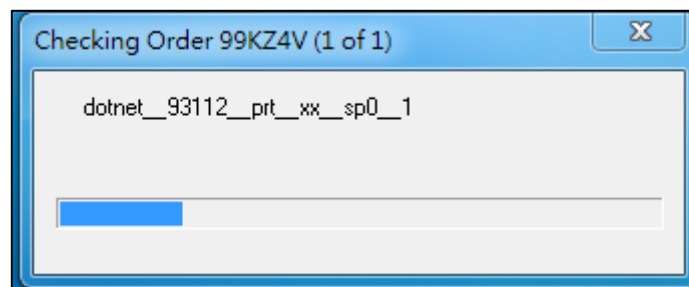 Checking Order 99KZ4V (1 of 1)
dotnet__93112__prt__xx__sp0__1